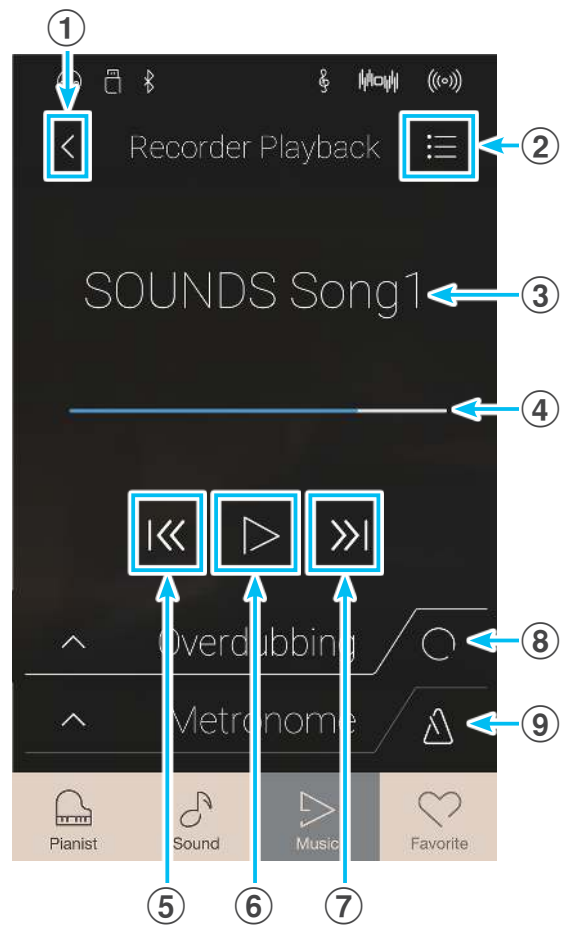 ①
Recorder Playback
②
SOUNDS Song1
③
④
Overdubbing
⑧
Metronome
⑨
Pianist Sound Music Favorite
⑤ ⑥ ⑦